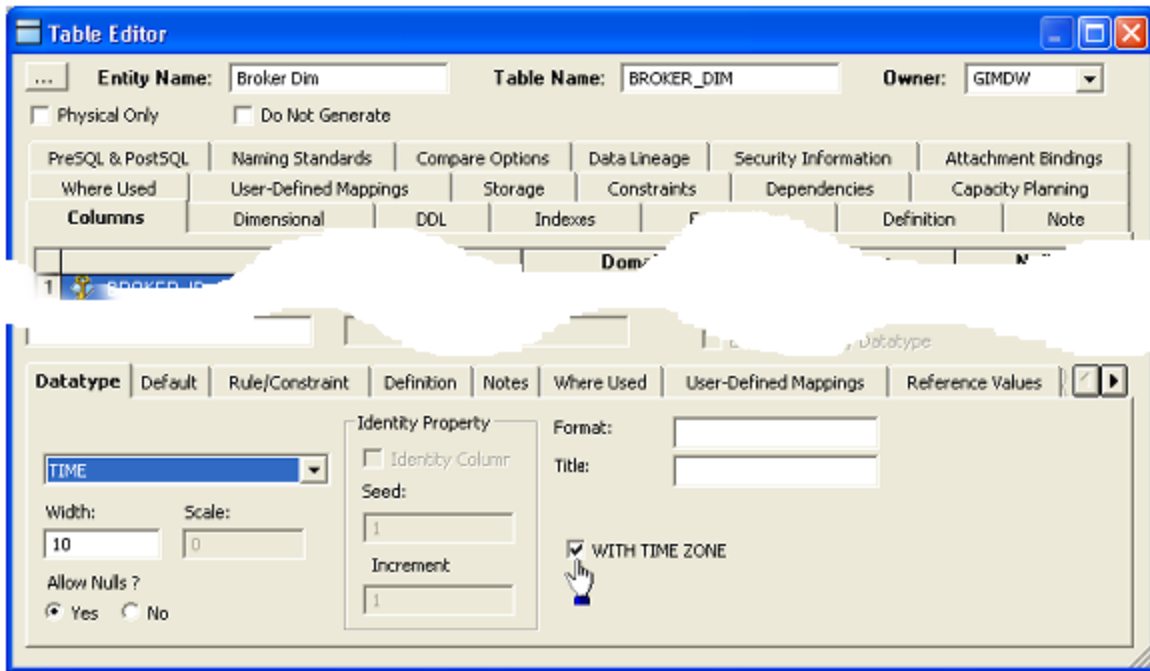 Table Editor
... Entity Name: Broker Dim Table Name: BROKER_DIM Owner: GIMDW
Physical Only Do Not Generate
PreSQL & PostSQL Naming Standards Compare Options Data Lineage Security Information Attachment Bindings
Where Used User-Defined Mappings Storage Constraints Dependencies Capacity Planning
Columns Dimensional DDL Indexes Definition Note
1
Datatype
Datatype Default Rule/Constraint Definition Notes Where Used User-Defined Mappings Reference Values
Identity Property
Format:
Identity Column
TIME
Title:
Seed:
Width: Scale:
1
10 0
WITH TIME ZONE
Increment
Allow Nulls ?
1
Yes No